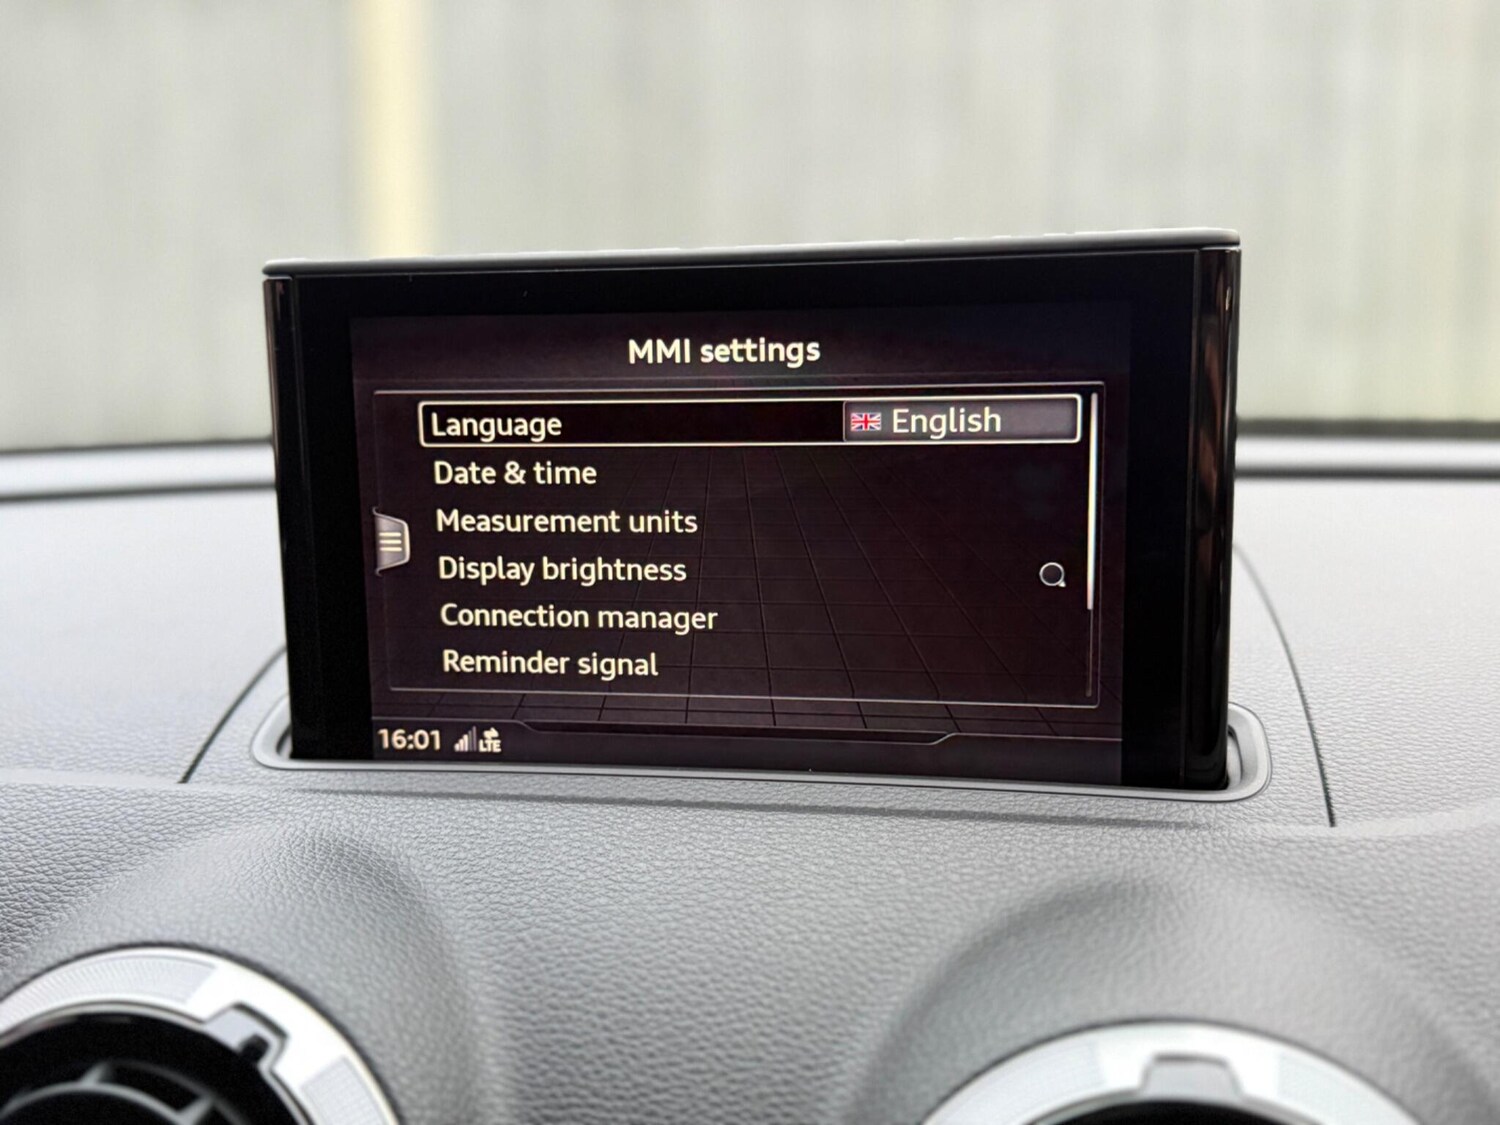 MMI settings
Language English
Date & time
Measurement units
Display brightness
Connection manager
Reminder signal
16:01 LTE